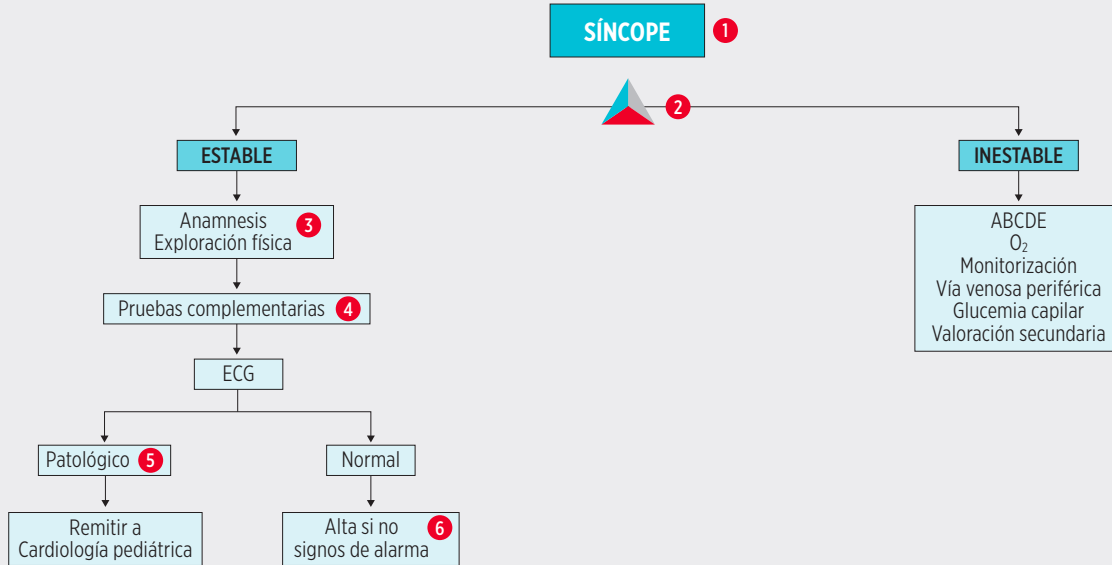 SÍNCOPE 1
2
ESTABLE
INESTABLE
Anamnesis
Exploración física
3
ABCDE
O₂
Monitorización
Vía venosa periférica
Glucemia capilar
Valoración secundaria
Pruebas complementarias 4
ECG
Patológico 5
Normal
Remitir a
Cardiología pediátrica
Alta si no
signos de alarma
6